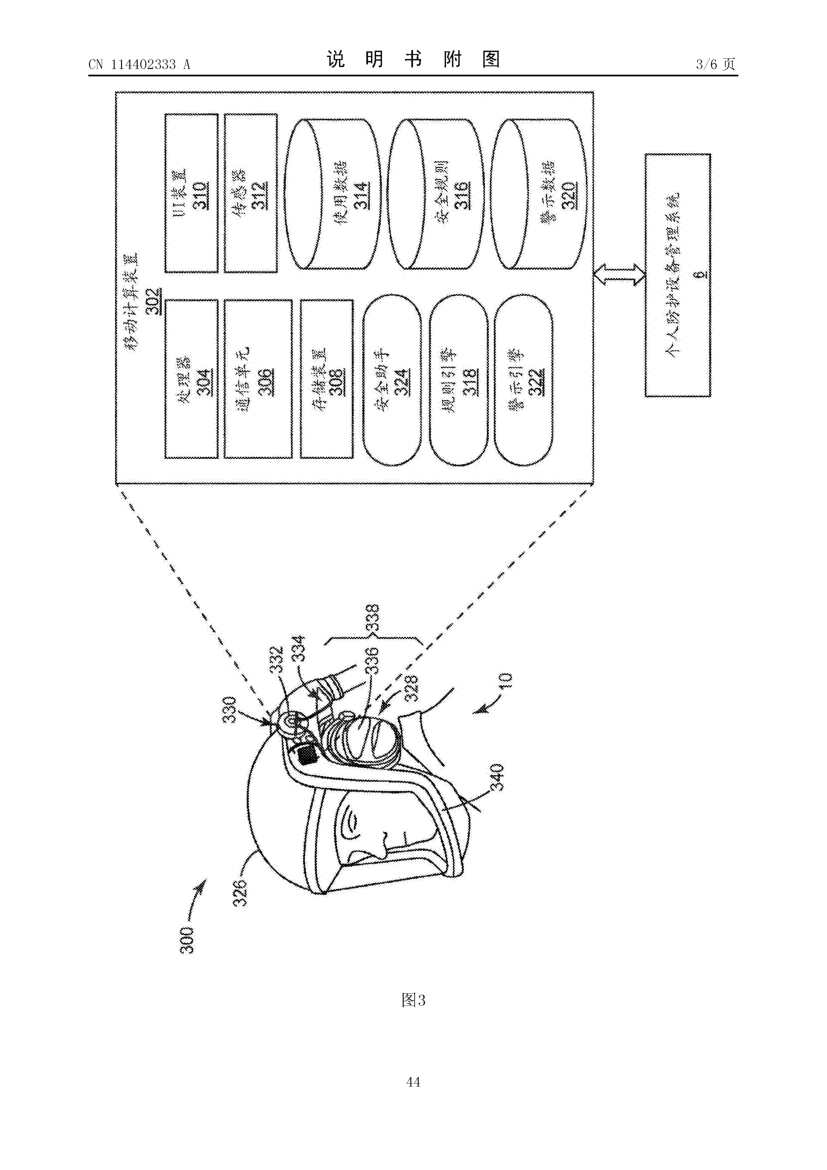 CN 114402333 A
说明书附图
3/6 页
移动计算装置
302
处理器
304
通信单元
306
存储装置
308
安全助手
324
规则引擎
318
警示引擎
322
UI装置
310
传感器
312
使用数据
314
安全规则
316
警示数据
320
个人防护设备管理系统
6
300
326
330
332
334
336
338
328
10
340
图3
44